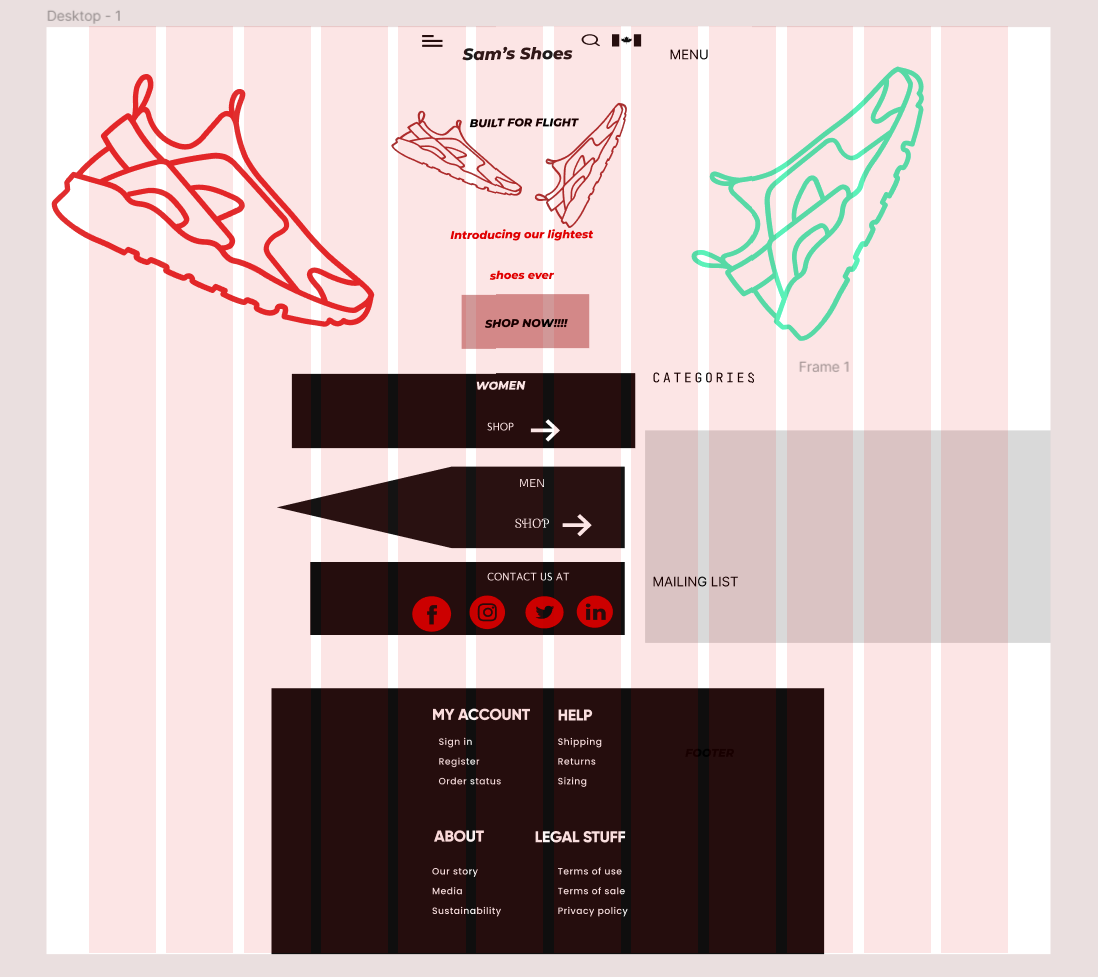 Desktop - 1
Sam's Shoes
MENU
BUILT FOR FLIGHT
Introducing our lightest
shoes ever
SHOP NOW!!!!
Frame 1
WOMEN
CATEGORIES
SHOP
MEN
SHOP
CONTACT US AT
MAILING LIST
f
in
MY ACCOUNT HELP
Sign in Shipping
Register Returns
Order status Sizing
FOOTER
ABOUT LEGAL STUFF
Our story Terms of use
Media Terms of sale
Sustainability Privacy policy